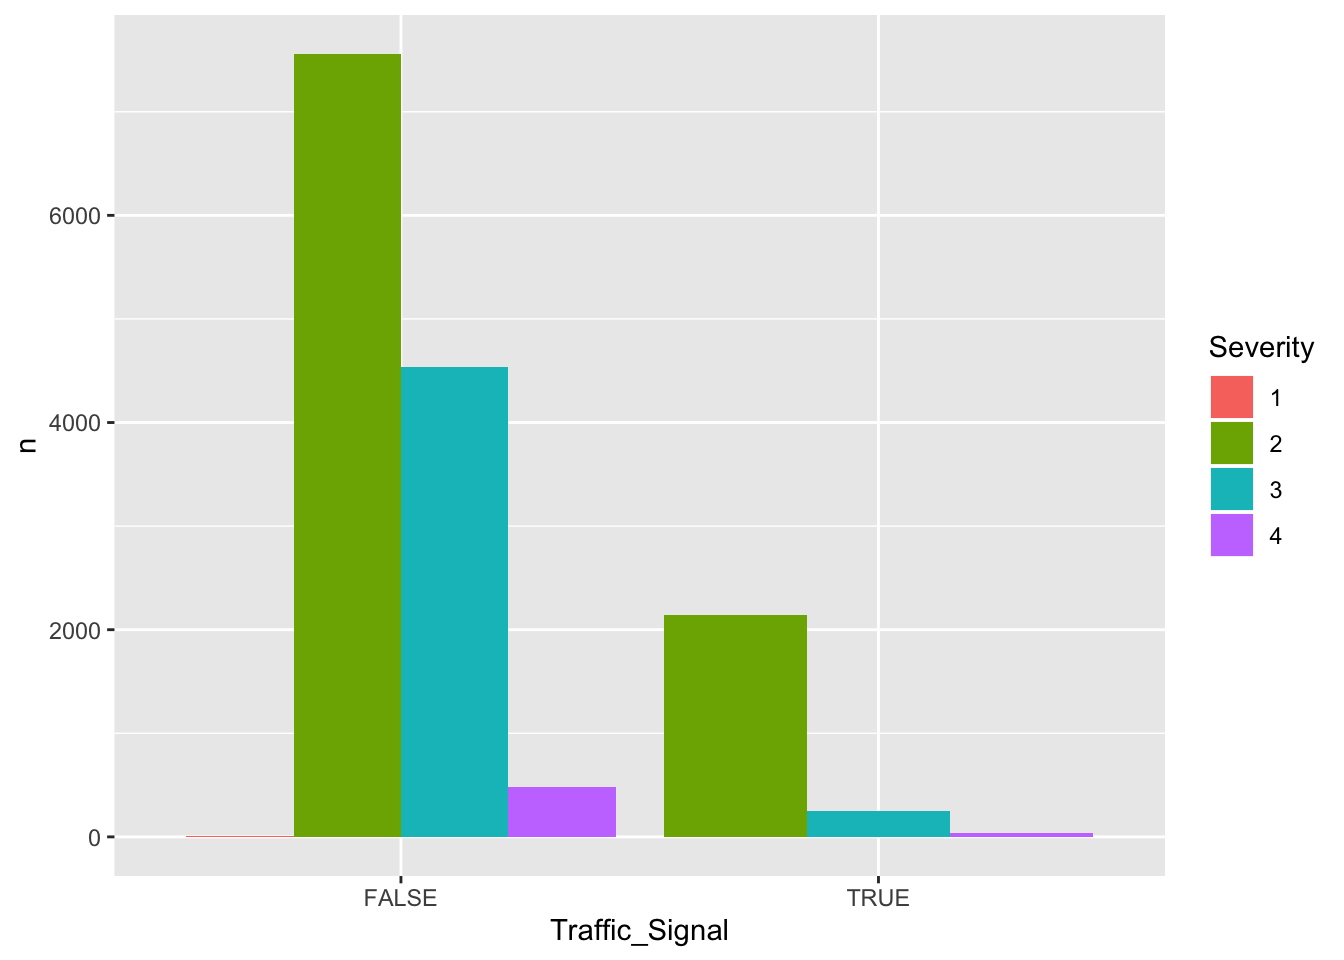 n
6000
4000
2000
0
FALSE
TRUE
Traffic_Signal
Severity
1
2
3
4